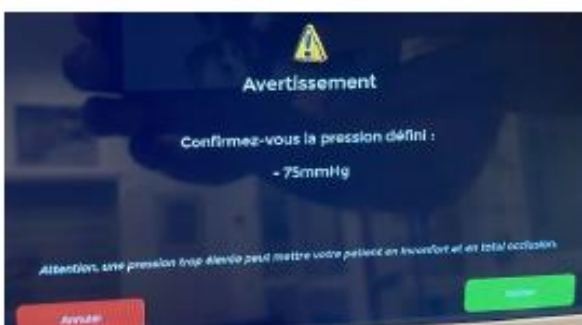 Avertissement
Confirmez-vous la pression défini :
- 75mmHg
Attention, une pression trop élevée peut mettre votre patient en inconfort et en total occlusion.
Annuler